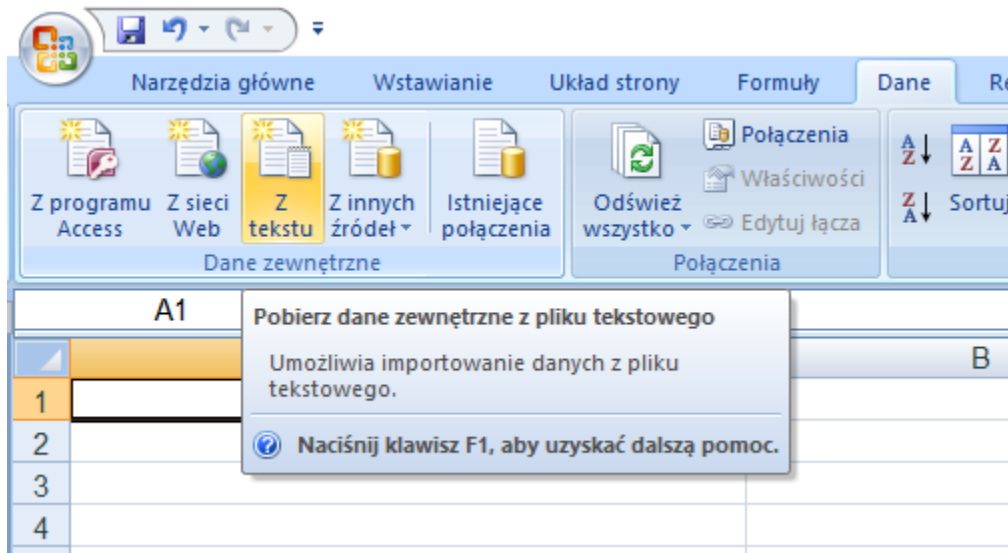 Narzędzia główne Wstawianie Układ strony Formuły Dane
Z programu Access
Z sieci Web
Z tekstu
Z innych źródeł
Istniejące połączenia
Dane zewnętrzne
Odśwież wszystko
Połączenia
Właściwości
Edytuj łącza
Połączenia
A
Z
Z
A
A Z
Z A
Sortuj
A1
Pobierz dane zewnętrzne z pliku tekstowego
Umożliwia importowanie danych z pliku
tekstowego.
Naciśnij klawisz F1, aby uzyskać dalszą pomoc.
B
1
2
3
4